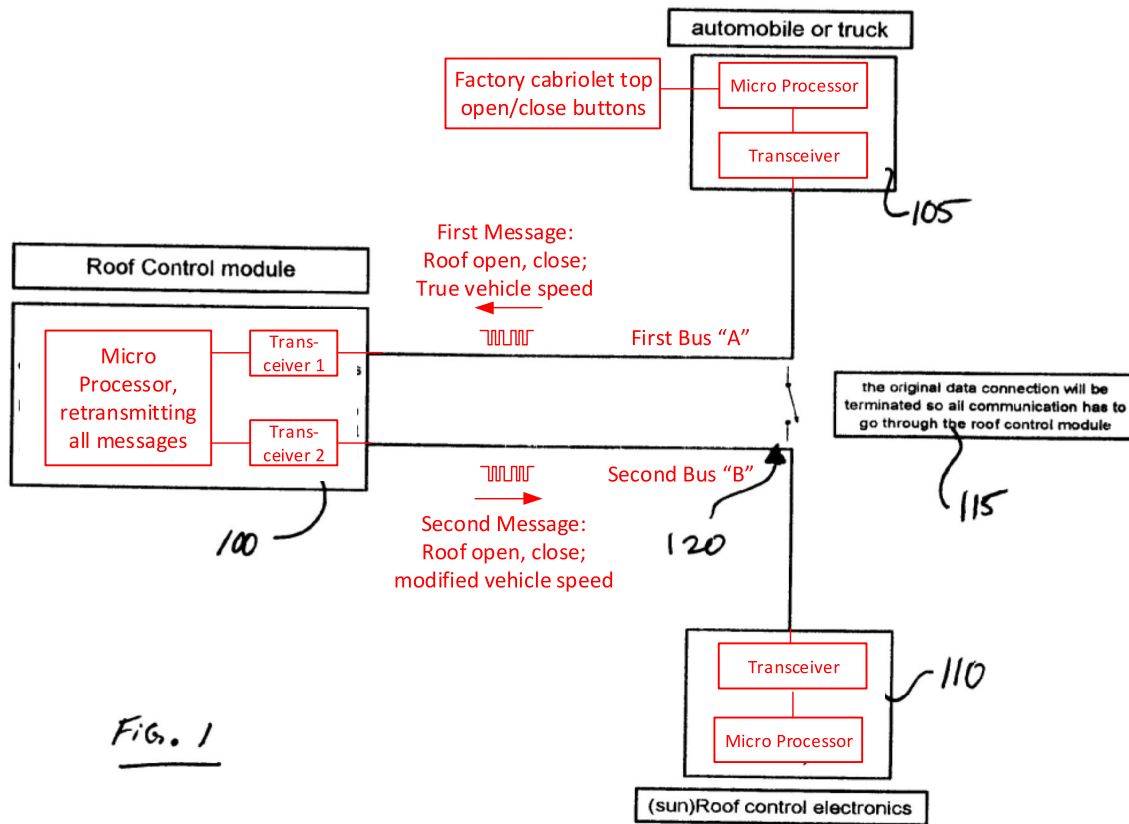 automobile or truck
Factory cabriolet top
open/close buttons
Micro Processor
Transceiver
105
First Message:
Roof open, close;
True vehicle speed
Roof Control module
Micro
Processor,
retransmitting
all messages
Trans-
ceiver 1
Trans-
ceiver 2
First Bus “A”
the original data connection will be
terminated so all communication has to
go through the roof control module
115
Second Bus “B”
120
100
Second Message:
Roof open, close;
modified vehicle speed
Transceiver
Micro Processor
110
(sun)Roof control electronics
FiG. 1